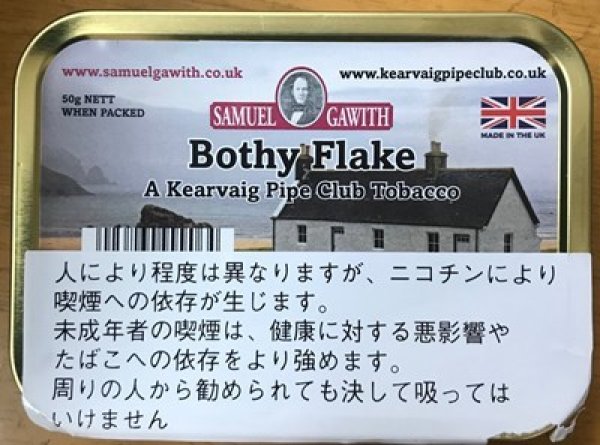 www.samuelgawith.co.uk
www.kearvaigpipeclub.co.uk
50g NETT
WHEN PACKED
SAMUEL GAWITH
MADE IN THE UK
Bothy Flake
A Kearvaig Pipe Club Tobacco
人により程度は異なりますが、ニコチンにより
喫煙への依存が生じます。
未成年者の喫煙は、健康に対する悪影響や
たばこへの依存をより強めます。
周りの人から勧められても決して吸っては
いけません